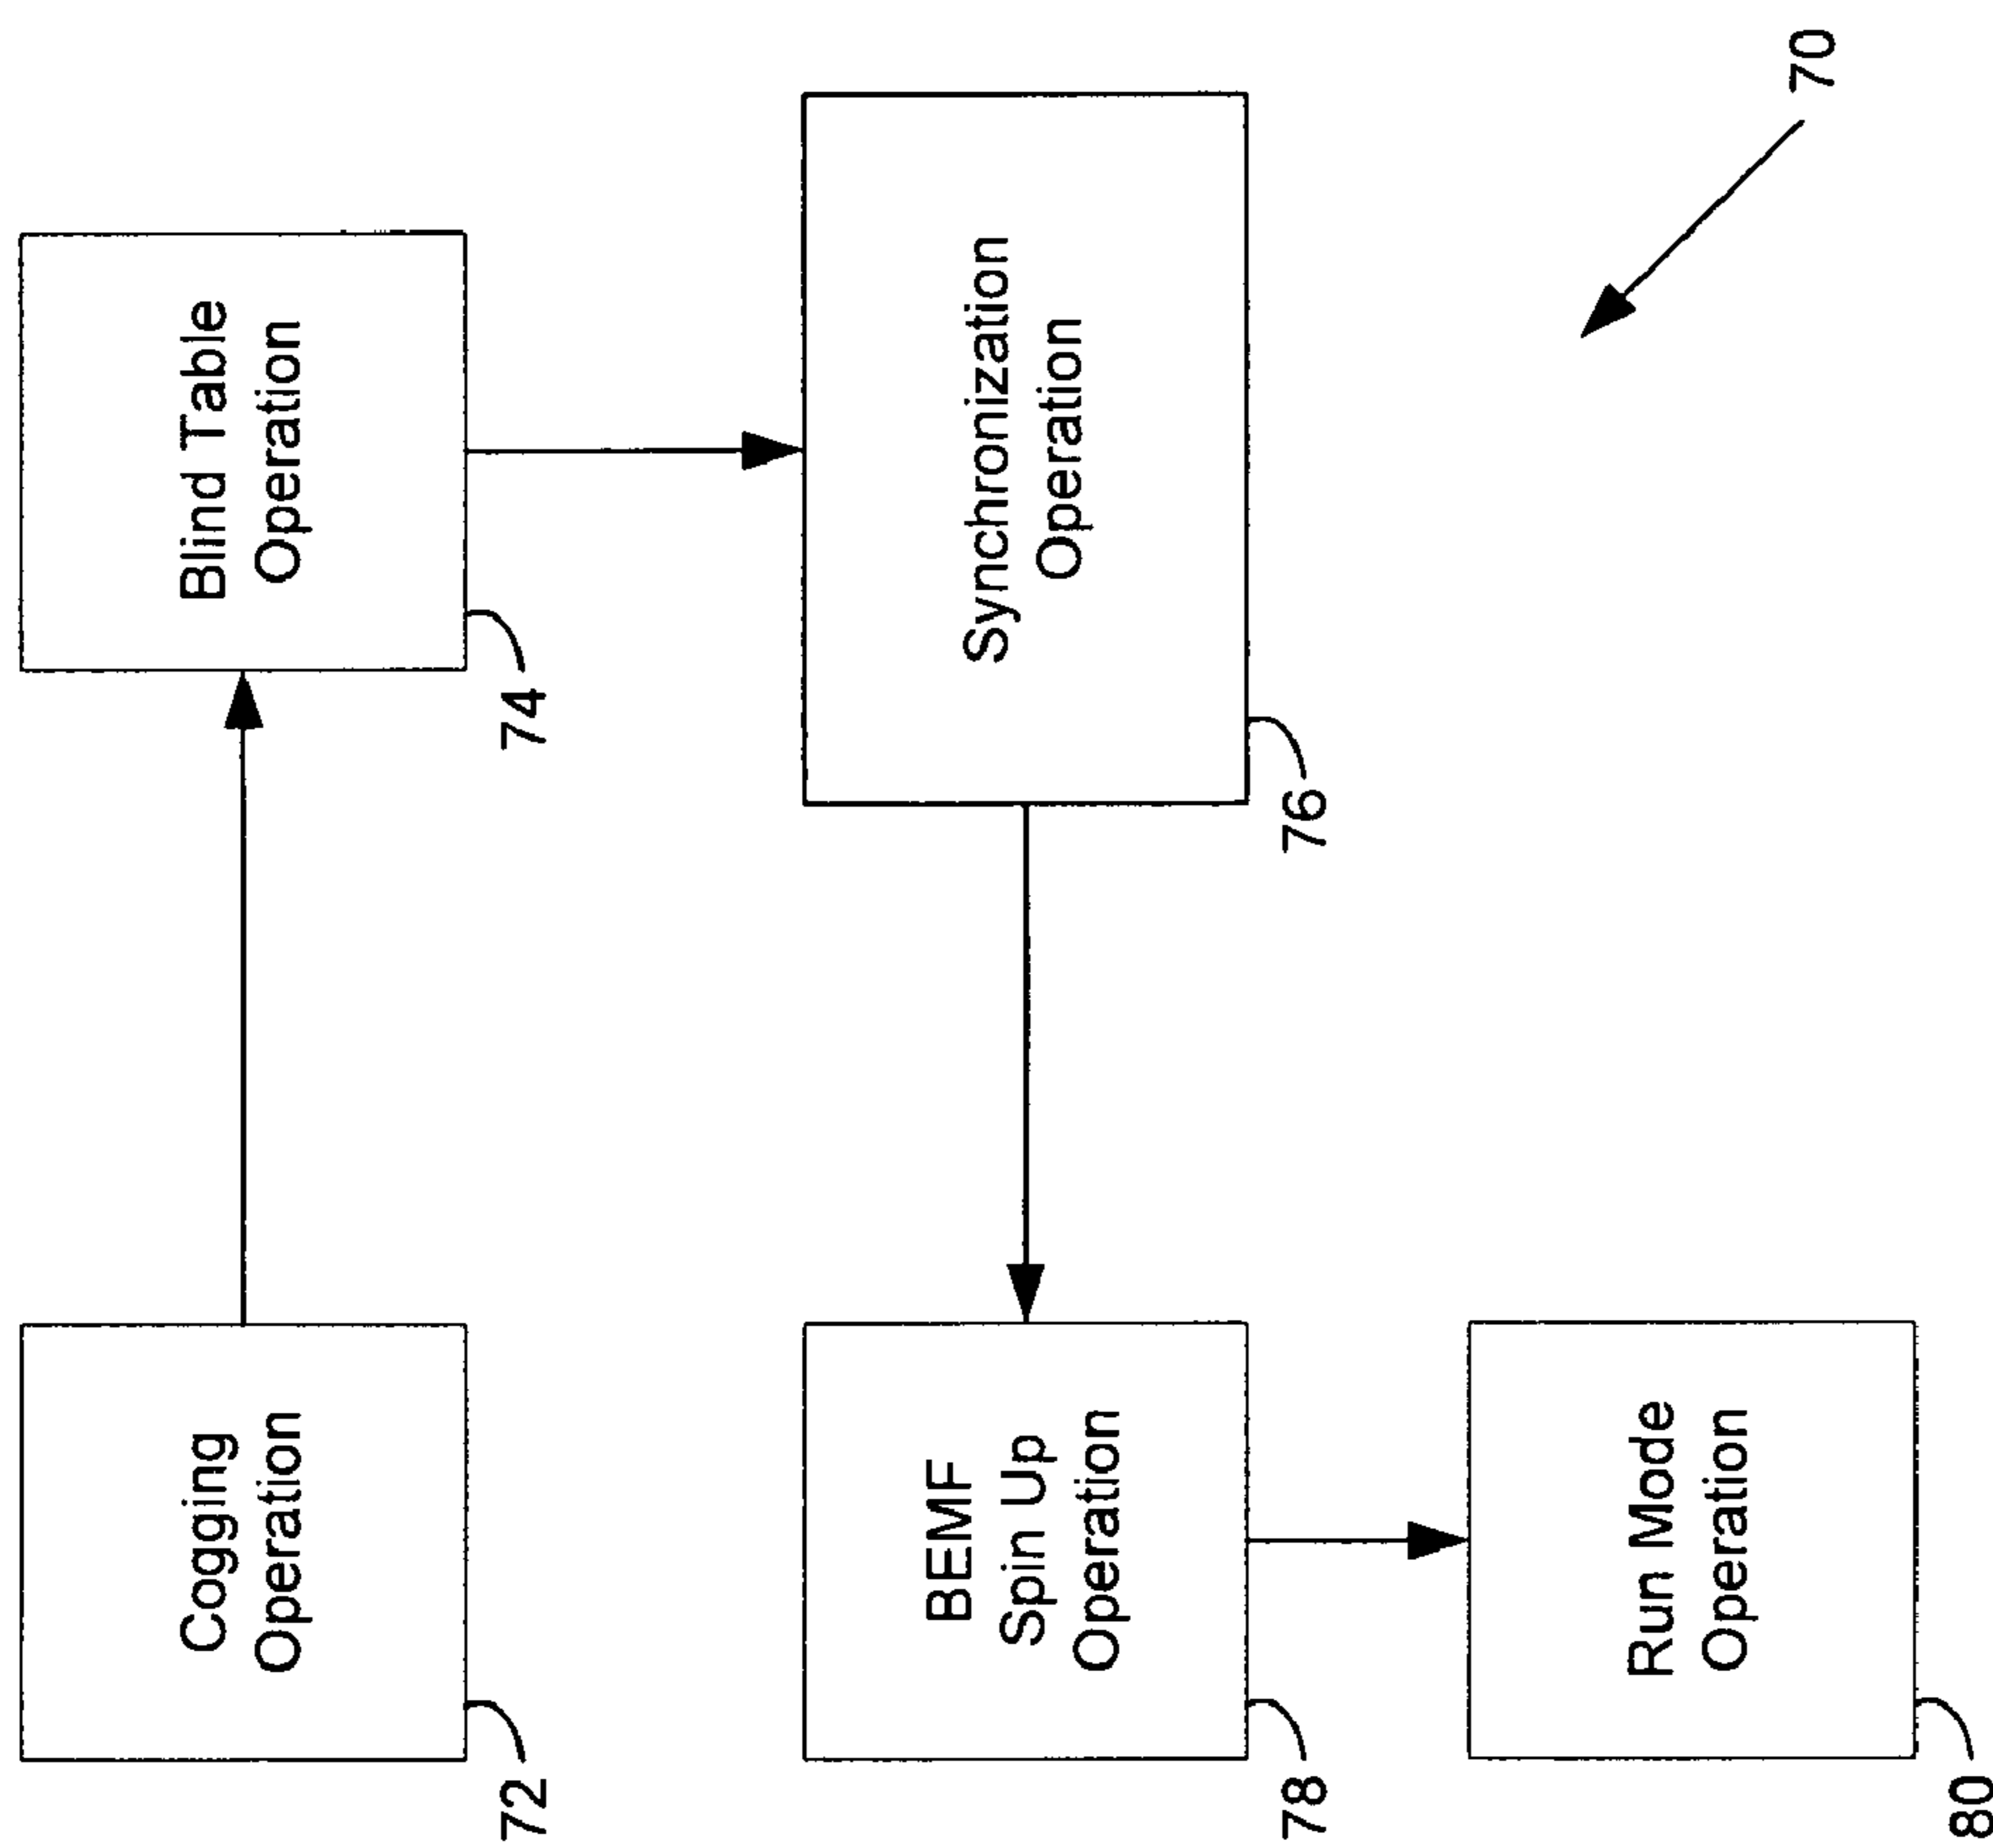 Cogging
Operation
72
Blind Table
Operation
74
Synchronization
Operation
76
BEMF
Spin Up
Operation
78
Run Mode
Operation
80
70